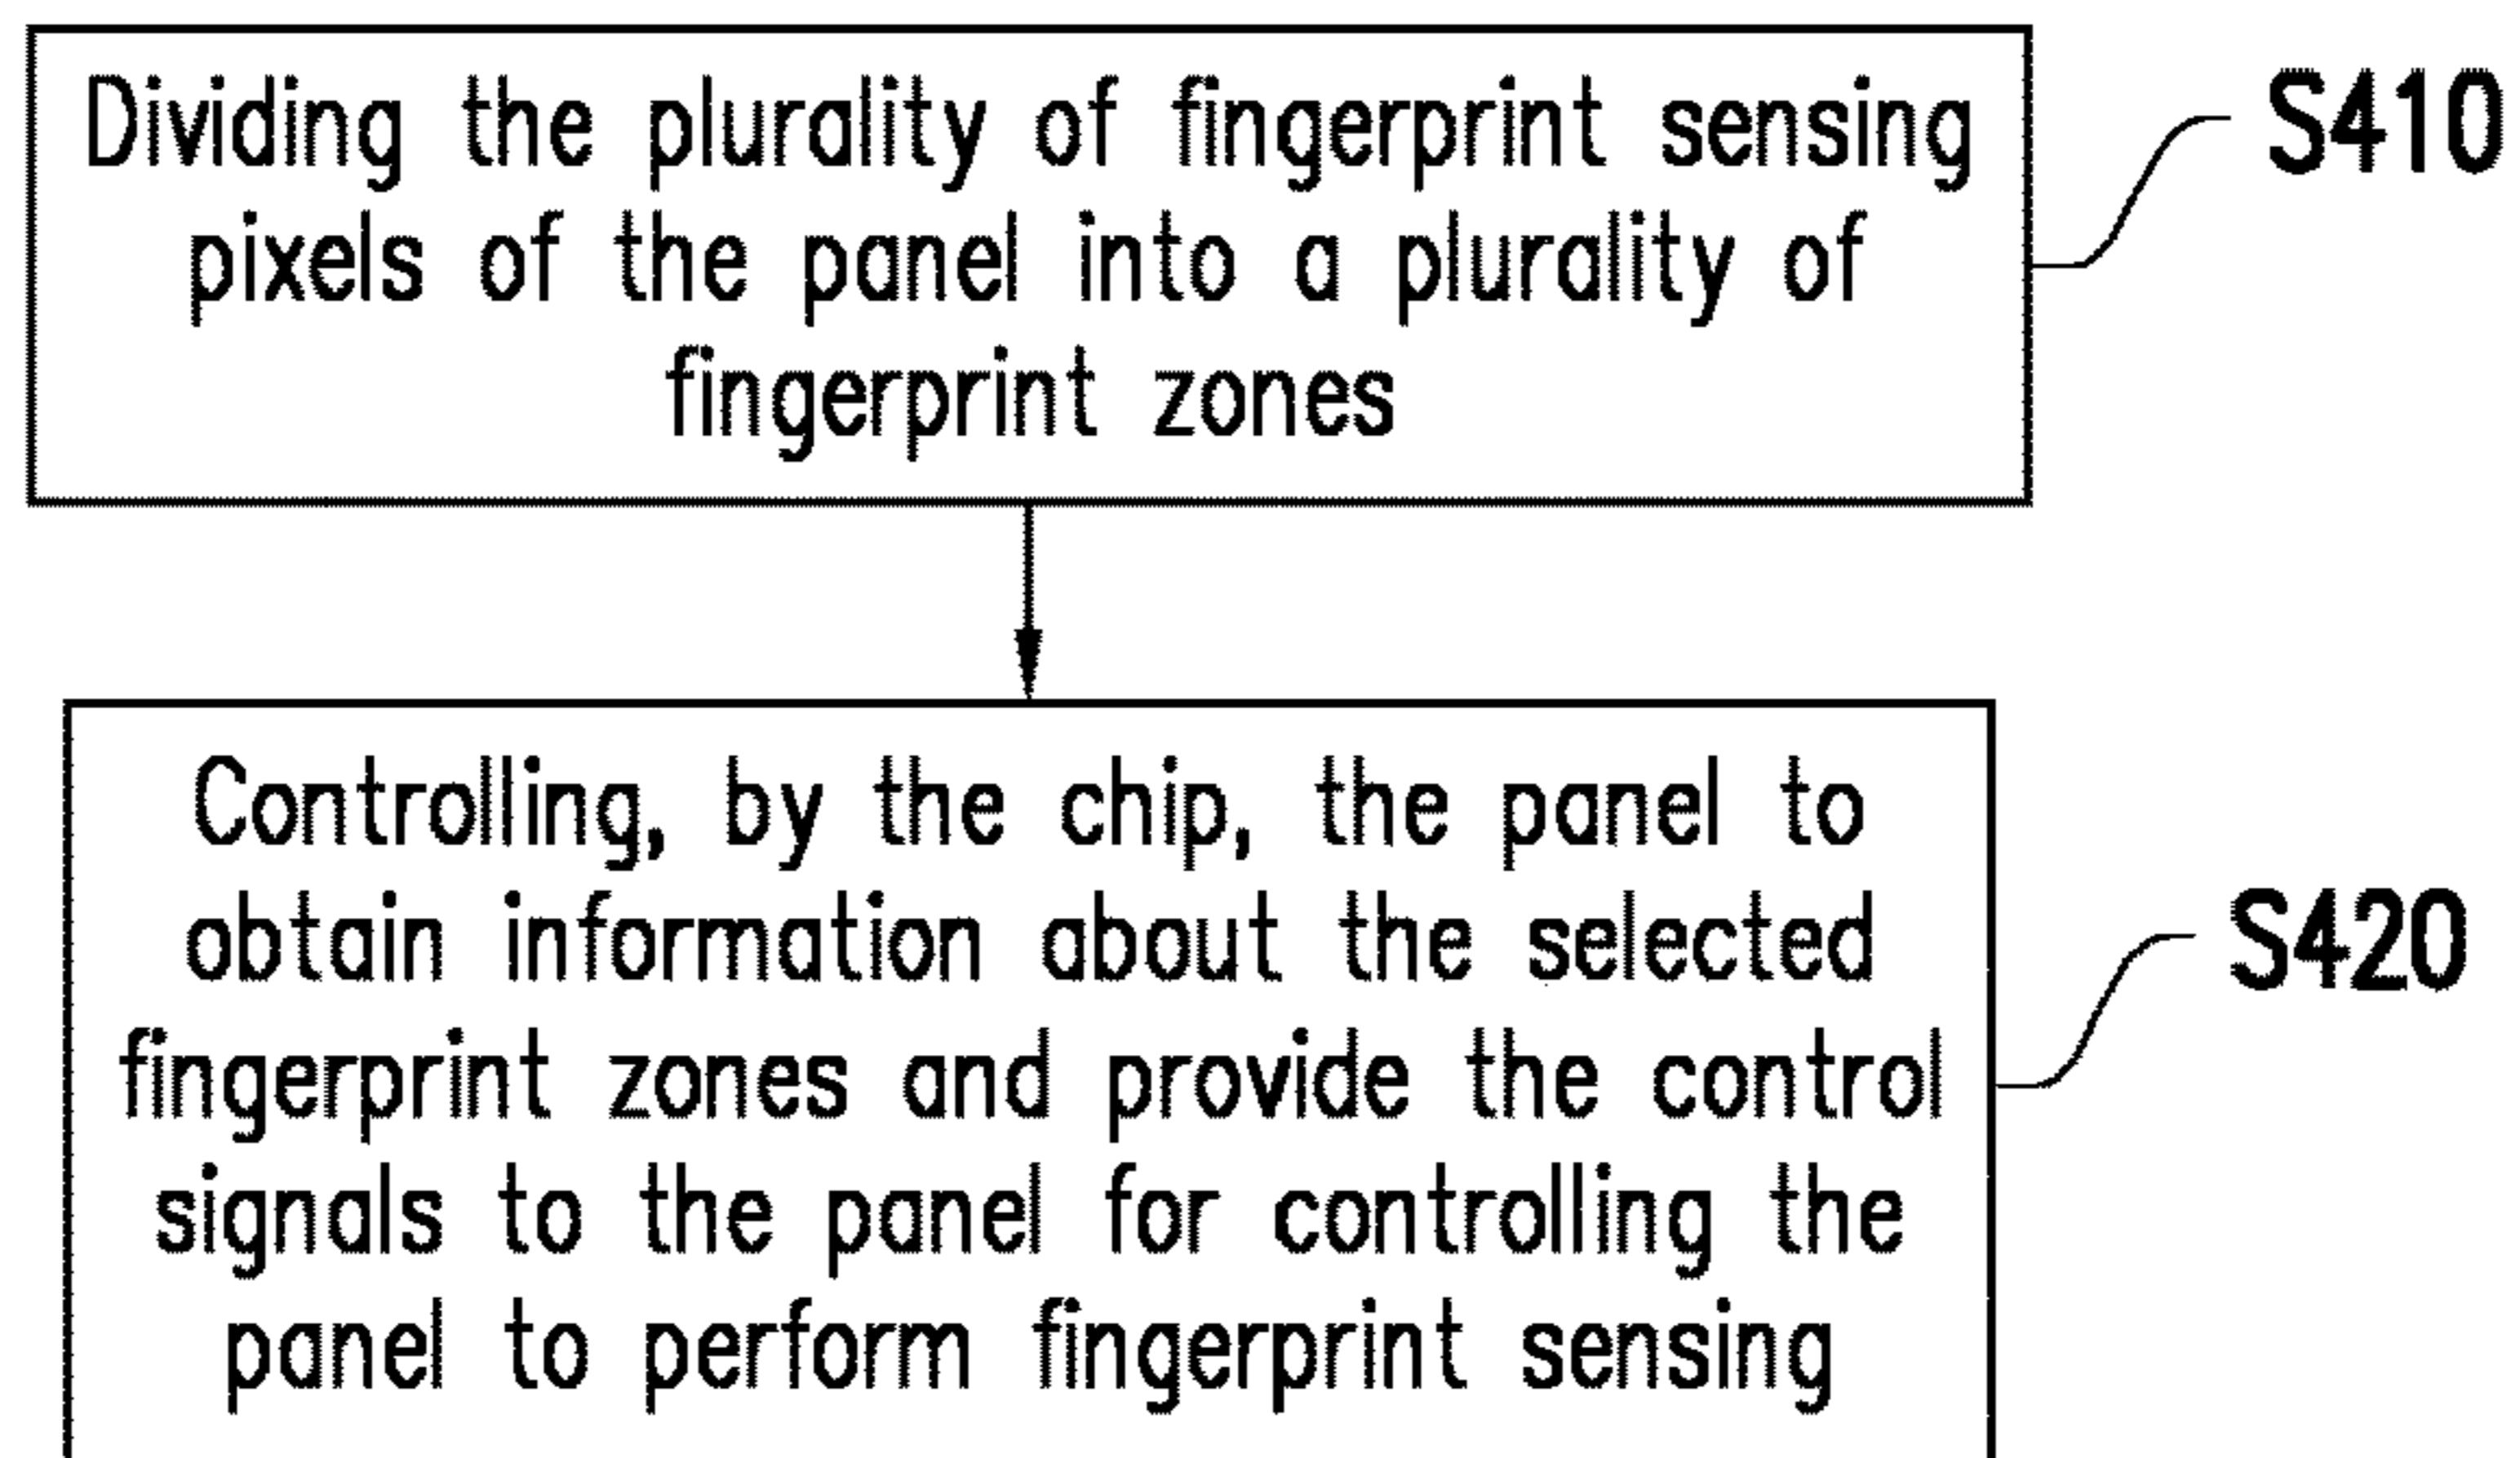 Dividing the plurality of fingerprint sensing
pixels of the panel into a plurality of
fingerprint zones
S410
Controlling, by the chip, the panel to
obtain information about the selected
fingerprint zones and provide the control
signals to the panel for controlling the
panel to perform fingerprint sensing
S420